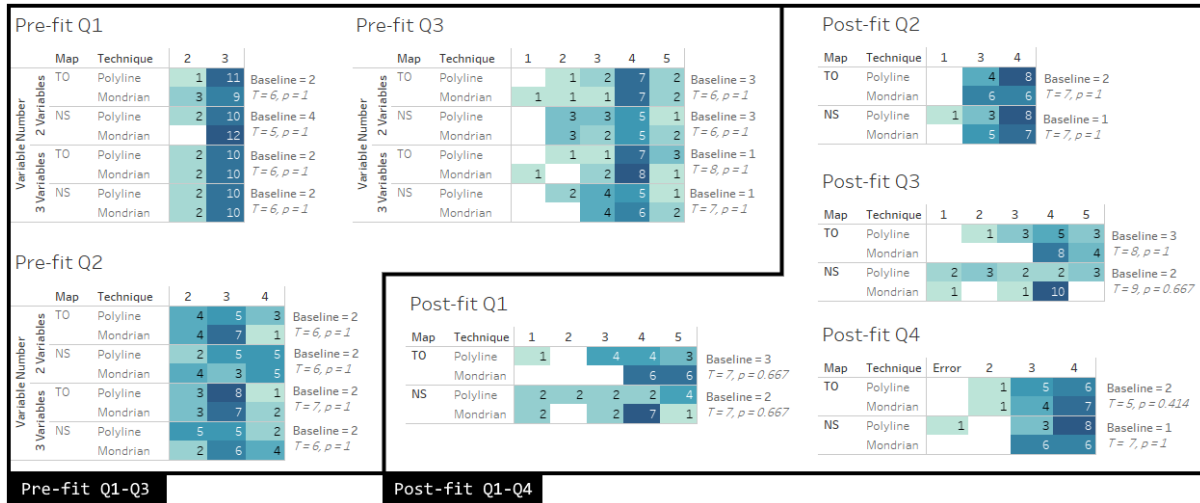 Pre-fit Q1
Map Technique 2 3
Variable Number
2 Variables
TO Polyline 1 11 Baseline = 2
Mondrian 3 9 T=6, p=1
NS Polyline 2 10 Baseline = 4
Mondrian 12 T=5, p=1
3 Variables
TO Polyline 2 10 Baseline = 2
Mondrian 2 10 T=6, p=1
NS Polyline 2 10 Baseline = 2
Mondrian 2 10 T=6, p=1
Pre-fit Q3
Map Technique 1 2 3 4 5
Variable Number
2 Variables
TO Polyline 1 2 7 2 Baseline = 3
Mondrian 1 1 1 7 2 T=6, p=1
NS Polyline 3 3 5 1 Baseline = 3
Mondrian 3 2 5 2 T=6, p=1
3 Variables
TO Polyline 1 1 7 3 Baseline = 1
Mondrian 1 2 8 1 T=8, p=1
NS Polyline 2 4 5 1 Baseline = 1
Mondrian 4 6 2 T=7, p=1
Pre-fit Q2
Map Technique 2 3 4
Variable Number
2 Variables
TO Polyline 4 5 3 Baseline = 2
Mondrian 4 7 1 T=6, p=1
NS Polyline 2 5 5 Baseline = 2
Mondrian 4 3 5 T=6, p=1
3 Variables
TO Polyline 3 8 1 Baseline = 2
Mondrian 3 7 2 T=7, p=1
NS Polyline 5 5 2 Baseline = 2
Mondrian 2 6 4 T=6, p=1
Pre-fit Q1-Q3
Post-fit Q2
Map Technique 1 3 4
TO Polyline 4 8 Baseline = 2
Mondrian 6 6 T=7, p=1
NS Polyline 1 3 8 Baseline = 1
Mondrian 5 7 T=7, p=1
Post-fit Q3
Map Technique 1 2 3 4 5
TO Polyline 1 3 5 3 Baseline = 3
Mondrian 8 4 T=8, p=1
NS Polyline 2 3 2 2 3 Baseline = 2
Mondrian 1 1 10 T=9, p=0.667
Post-fit Q1
Map Technique 1 2 3 4 5
TO Polyline 1 4 4 3 Baseline = 3
Mondrian 6 6 T=7, p=0.667
NS Polyline 2 2 2 2 4 Baseline = 2
Mondrian 2 2 7 1 T=7, p=0.667
Post-fit Q4
Map Technique Error 2 3 4
TO Polyline 1 5 6 Baseline = 2
Mondrian 1 4 7 T=5, p=0.414
NS Polyline 1 3 8 Baseline = 1
Mondrian 6 6 T= 7, p=1
Post-fit Q1-Q4